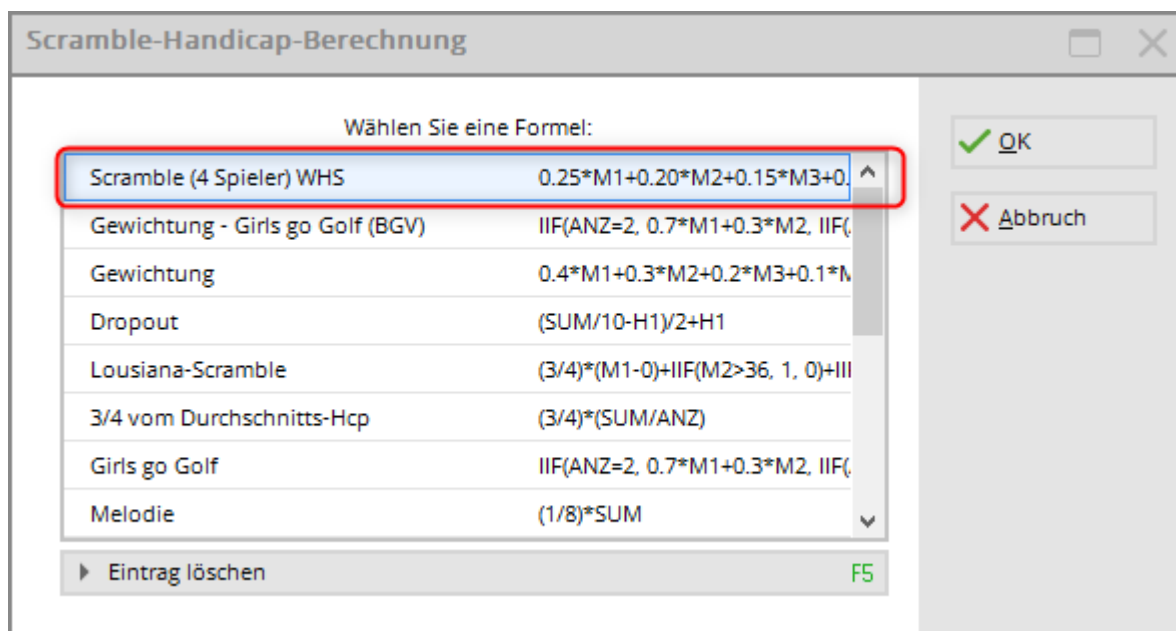 Scramble-Handicap-Berechnung
Wählen Sie eine Formel:
Scramble (4 Spieler) WHS 0.25*M1+0.20*M2+0.15*M3+0.
Gewichtung - Girls go Golf (BGV) IIF(ANZ=2, 0.7*M1+0.3*M2, IIF(
Gewichtung 0.4*M1+0.3*M2+0.2*M3+0.1*
Dropout (SUM/10-H1)/2+H1
Lousiana-Scramble (3/4)*(M1-0)+IIF(M2>36, 1, 0)+
3/4 vom Durchschnitts-Hcp (3/4)*(SUM/ANZ)
Girls go Golf IIF(ANZ=2, 0.7*M1+0.3*M2, IIF(
Melodie (1/8)*SUM
Eintrag löschen F5
OK
Abbruch